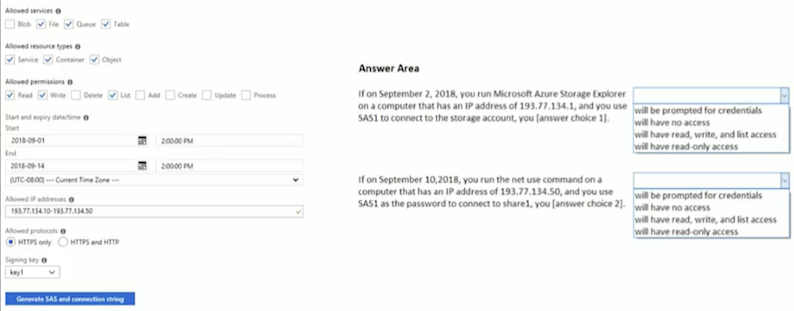 Allowed services
Blob File Queue Table
Allowed resource types
Service Container Object
Allowed permissions
Read Write Delete List Add Create Update Process
Start and expiry date/time
Start
2018-09-01 2:00:00 PM
End
2018-09-14 2:00:00 PM
(UTC-08:00) --- Current Time Zone ---
Allowed IP addresses
193.77.134.10-193.77.134.50
Allowed protocols
HTTPS only HTTPS and HTTP
Signing key
key1
Generate SAS and connection string
Answer Area
If on September 2, 2018, you run Microsoft Azure Storage Explorer
on a computer that has an IP address of 193.77.134.1, and you use
SAS1 to connect to the storage account, you [answer choice 1].
will be prompted for credentials
will have no access
will have read, write, and list access
will have read-only access
If on September 10,2018, you run the net use command on a
computer that has an IP address of 193.77.134.50, and you use
SAS1 as the password to connect to share1, you [answer choice 2].
will be prompted for credentials
will have no access
will have read, write, and list access
will have read-only access